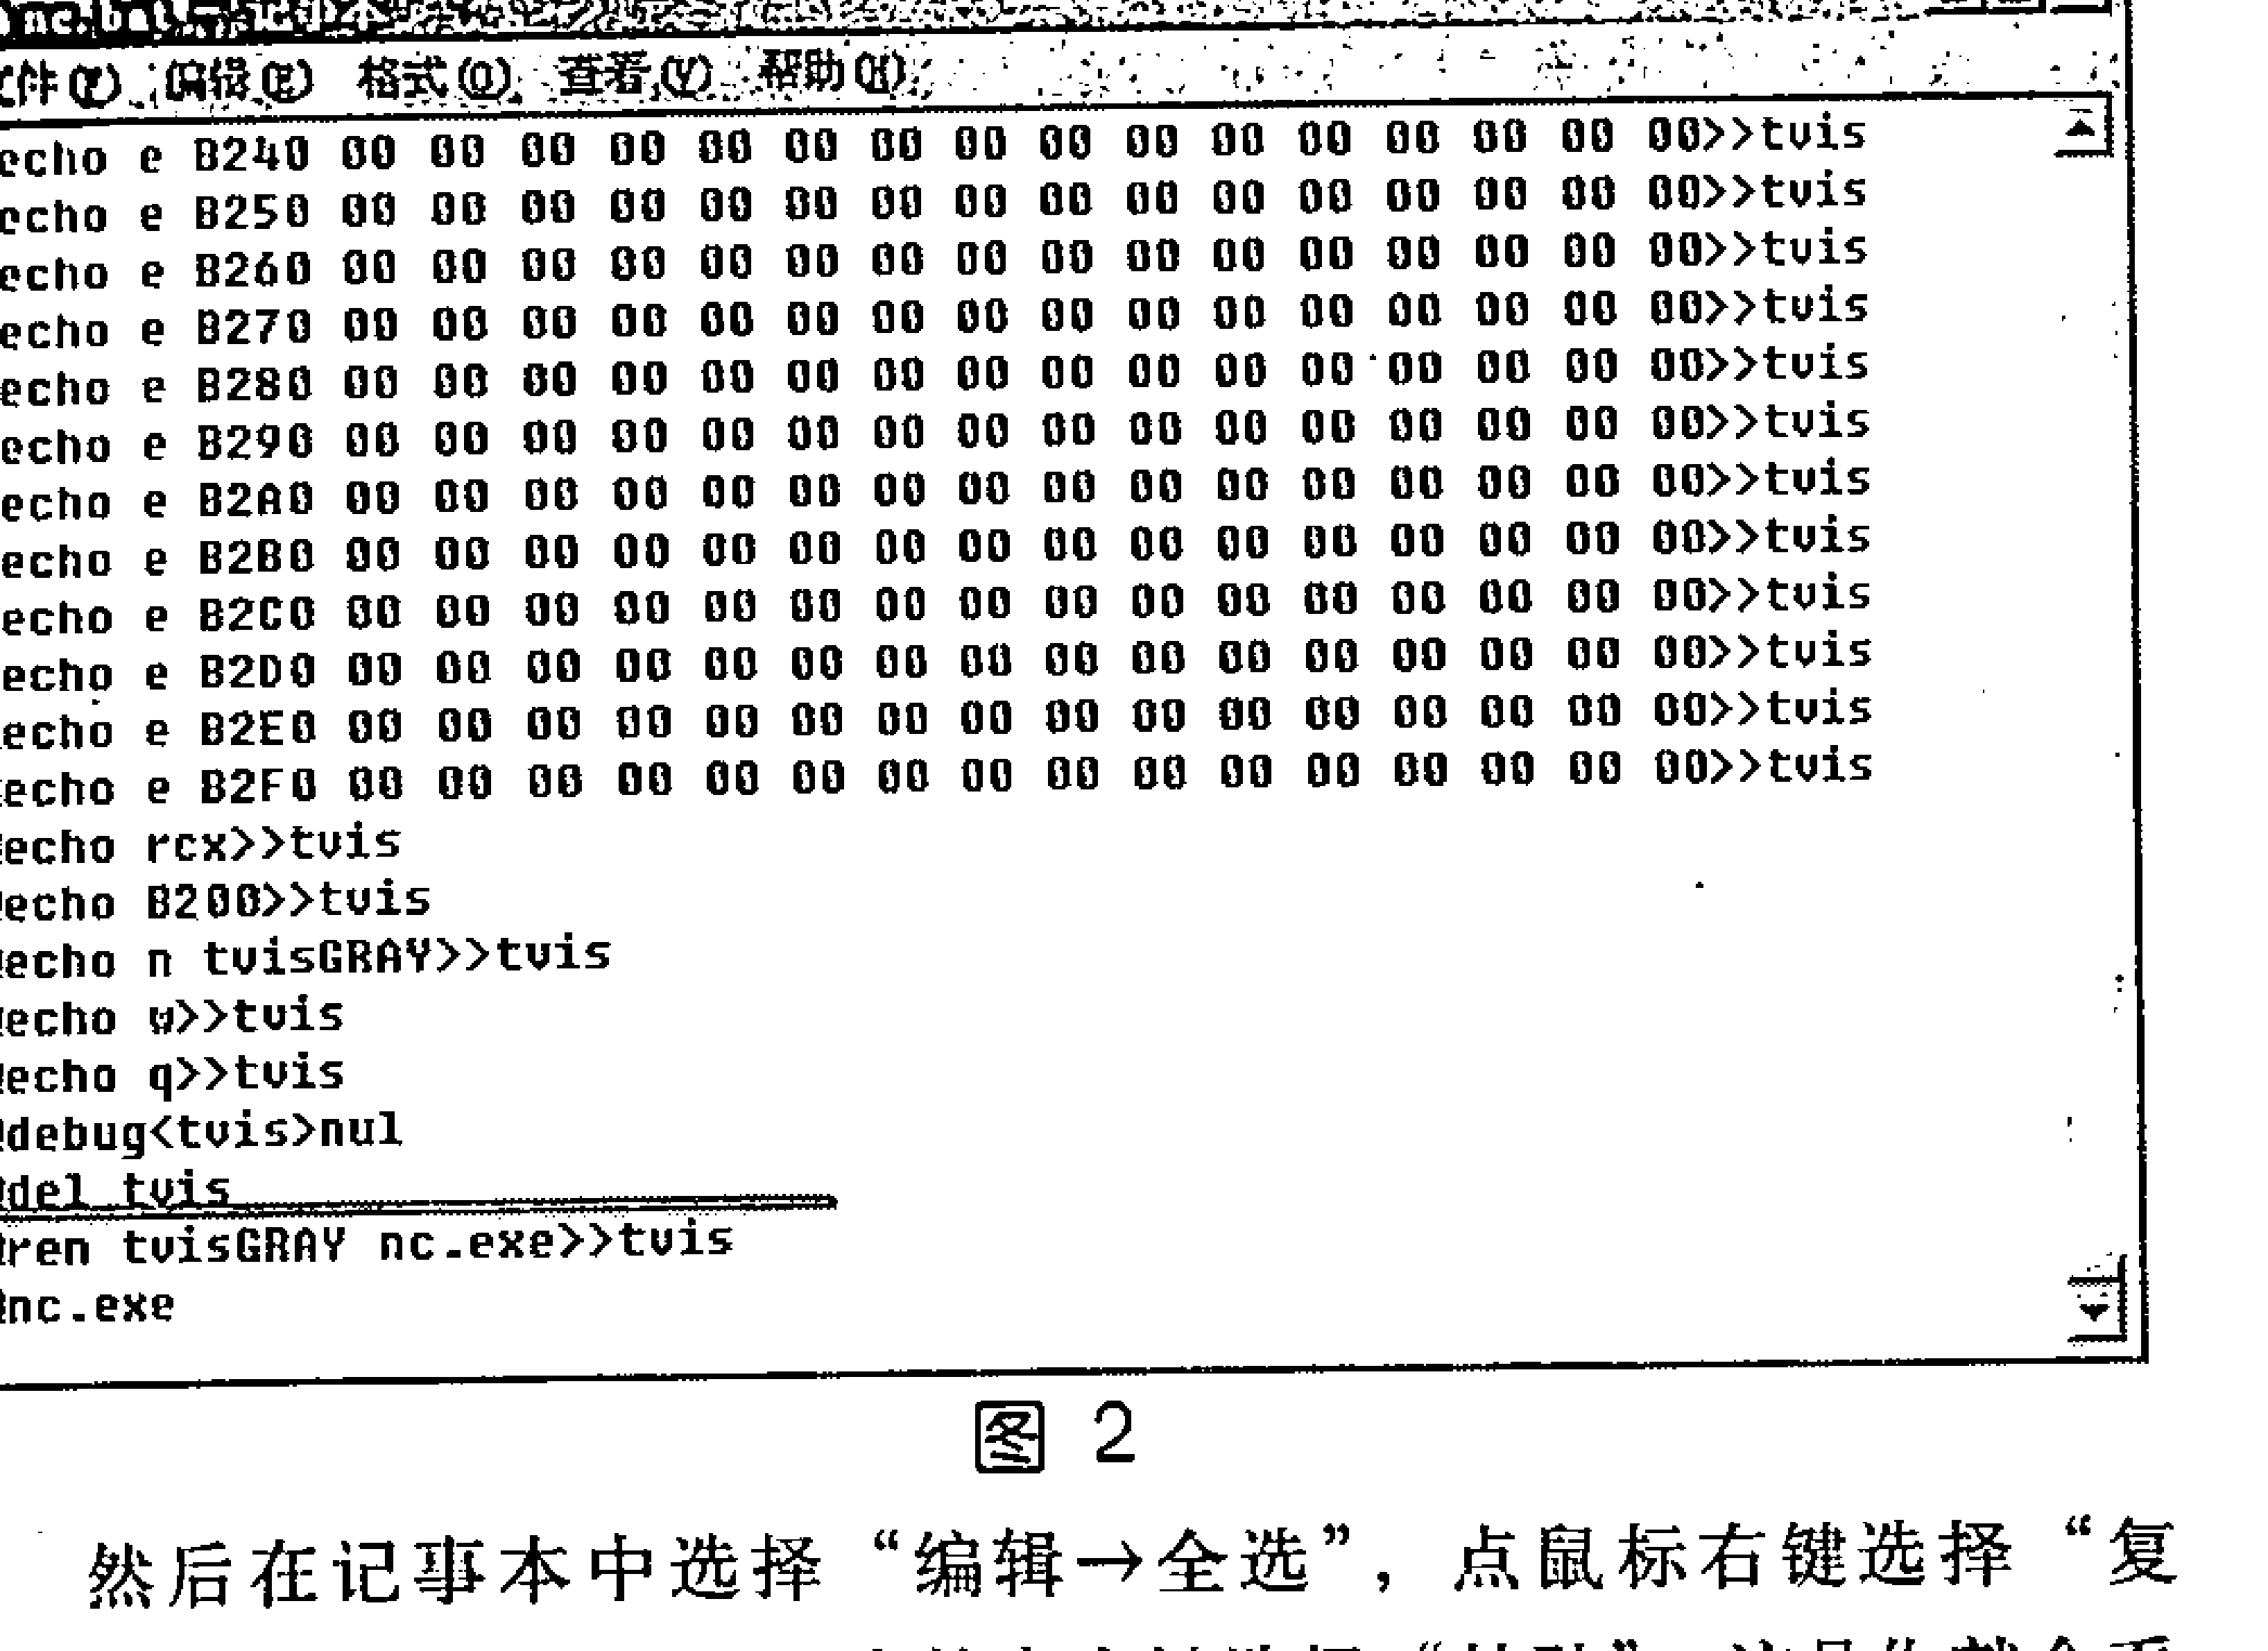 nc.bat - 记事本
件(F) 编辑(E) 格式(O) 查看(V) 帮助(H)
echo e B240 00 00 00 00 00 00 00 00 00 00 00 00 00 00 00 00>>tvis
echo e B250 00 00 00 00 00 00 00 00 00 00 00 00 00 00 00 00>>tvis
echo e B260 00 00 00 00 00 00 00 00 00 00 00 00 00 00 00 00>>tvis
echo e B270 00 00 00 00 00 00 00 00 00 00 00 00 00 00 00 00>>tvis
echo e B280 00 00 00 00 00 00 00 00 00 00 00 00 00 00 00 00>>tvis
echo e B290 00 00 00 00 00 00 00 00 00 00 00 00 00 00 00 00>>tvis
echo e B2A0 00 00 00 00 00 00 00 00 00 00 00 00 00 00 00 00>>tvis
echo e B2B0 00 00 00 00 00 00 00 00 00 00 00 00 00 00 00 00>>tvis
echo e B2C0 00 00 00 00 00 00 00 00 00 00 00 00 00 00 00 00>>tvis
echo e B2D0 00 00 00 00 00 00 00 00 00 00 00 00 00 00 00 00>>tvis
echo e B2E0 00 00 00 00 00 00 00 00 00 00 00 00 00 00 00 00>>tvis
echo e B2F0 00 00 00 00 00 00 00 00 00 00 00 00 00 00 00 00>>tvis
echo rcx>>tvis
echo B200>>tvis
echo n tvisGRAY>>tvis
echo w>>tvis
echo q>>tvis
debug<tvis>nul
del tvis
ren tvisGRAY nc.exe>>tvis
nc.exe
图 2
然后在记事本中选择“编辑→全选”，点鼠标右键选择“复